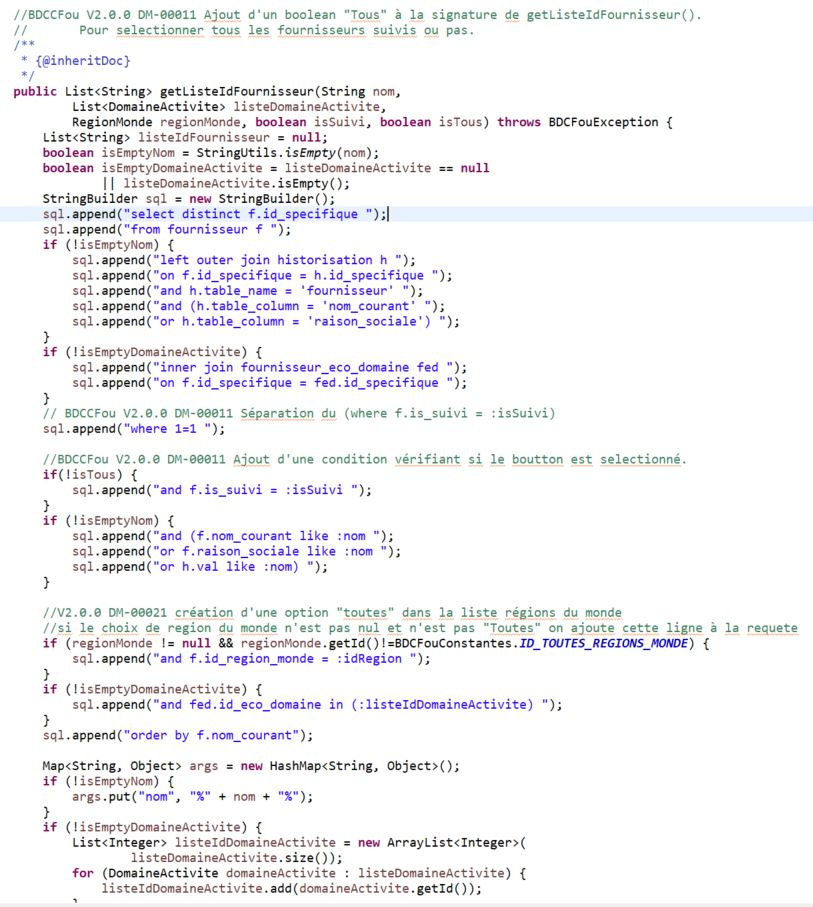 //BDCCFou V2.0.0 DM-00011 Ajout d'un boolean "Tous" à la signature de getListeIdFournisseur().
//       Pour selectionner tous les fournisseurs suivis ou pas.
/**
 * {@inheritDoc}
 */
public List<String> getListeIdFournisseur(String nom,
        List<DomaineActivite> listeDomaineActivite,
        RegionMonde regionMonde, boolean isSuivi, boolean isTous) throws BDCFouException {
    List<String> listeIdFournisseur = null;
    boolean isEmptyNom = StringUtils.isEmpty(nom);
    boolean isEmptyDomaineActivite = listeDomaineActivite == null
            || listeDomaineActivite.isEmpty();
    StringBuilder sql = new StringBuilder();
    sql.append("select distinct f.id_specifique ");
    sql.append("from fournisseur f ");
    if (!isEmptyNom) {
        sql.append("left outer join historisation h ");
        sql.append("on f.id_specifique = h.id_specifique ");
        sql.append("and h.table_name = 'fournisseur' ");
        sql.append("and (h.table_column = 'nom_courant' ");
        sql.append("or h.table_column = 'raison_sociale') ");
    }
    if (!isEmptyDomaineActivite) {
        sql.append("inner join fournisseur_eco_domaine fed ");
        sql.append("on f.id_specifique = fed.id_specifique ");
    }
    // BDCCFou V2.0.0 DM-00011 Séparation du (where f.is_suivi = :isSuivi)
    sql.append("where 1=1 ");

    //BDCCFou V2.0.0 DM-00011 Ajout d'une condition vérifiant si le boutton est selectionné.
    if(!isTous) {
        sql.append("and f.is_suivi = :isSuivi ");
    }
    if (!isEmptyNom) {
        sql.append("and (f.nom_courant like :nom ");
        sql.append("or f.raison_sociale like :nom ");
        sql.append("or h.val like :nom) ");
    }

    //V2.0.0 DM-00021 création d'une option "toutes" dans la liste régions du monde
    //si le choix de region du monde n'est pas nul et n'est pas "Toutes" on ajoute cette ligne à la requete
    if (regionMonde != null && regionMonde.getId()!=BDCFouConstantes.ID_TOUTES_REGIONS_MONDE) {
        sql.append("and f.id_region_monde = :idRegion ");
    }
    if (!isEmptyDomaineActivite) {
        sql.append("and fed.id_eco_domaine in (:listeIdDomaineActivite) ");
    }
    sql.append("order by f.nom_courant");

    Map<String, Object> args = new HashMap<String, Object>();
    if (!isEmptyNom) {
        args.put("nom", "%" + nom + "%");
    }
    if (!isEmptyDomaineActivite) {
        List<Integer> listeIdDomaineActivite = new ArrayList<Integer>(
                listeDomaineActivite.size());
        for (DomaineActivite domaineActivite : listeDomaineActivite) {
            listeIdDomaineActivite.add(domaineActivite.getId());
        }